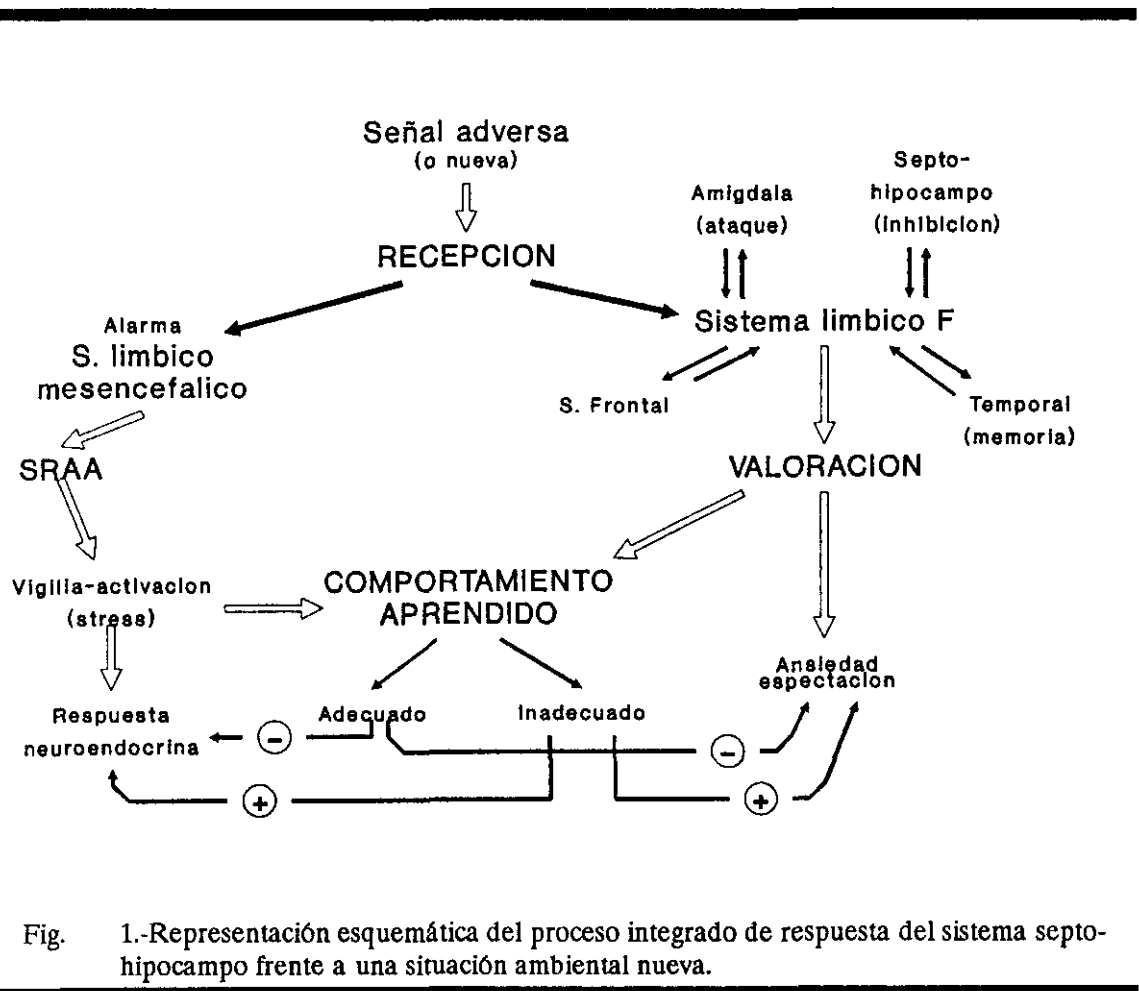 Señal adversa
(o nueva)
RECEPCION
Amigdala
(ataque)
Septo-
hipocampo
(inhibicion)
Alarma
S. limbico
mesencefalico
Sistema limbico F
S. Frontal
Temporal
(memoria)
SRAA
VALORACION
Vigilia-activacion
(stress)
COMPORTAMIENTO
APRENDIDO
Ansiedad
espectacion
Respuesta
neuroendocrina
Adecuado
Inadecuado
-
-
+
+
Fig. 1.-Representación esquemática del proceso integrado de respuesta del sistema septo-
hipocampo frente a una situación ambiental nueva.